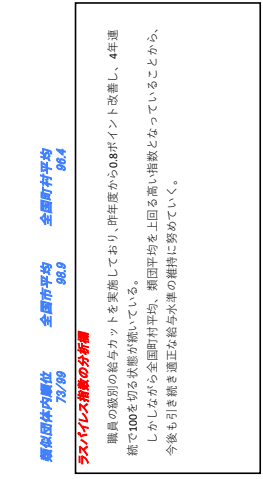 類似団体内順位 全国市平均 全国町村平均
73/99 98.9 96.4
ラスパイレス指数の分析欄
職員の級別の給与カットを実施しており、昨年度から0.8ポイント改善し、4年連
続で100を切る状態が続いている。
しかしながら全国町村平均、類団平均を上回る高い指数となっていることから、
今後も引き続き適正な給与水準の維持に努めていく。